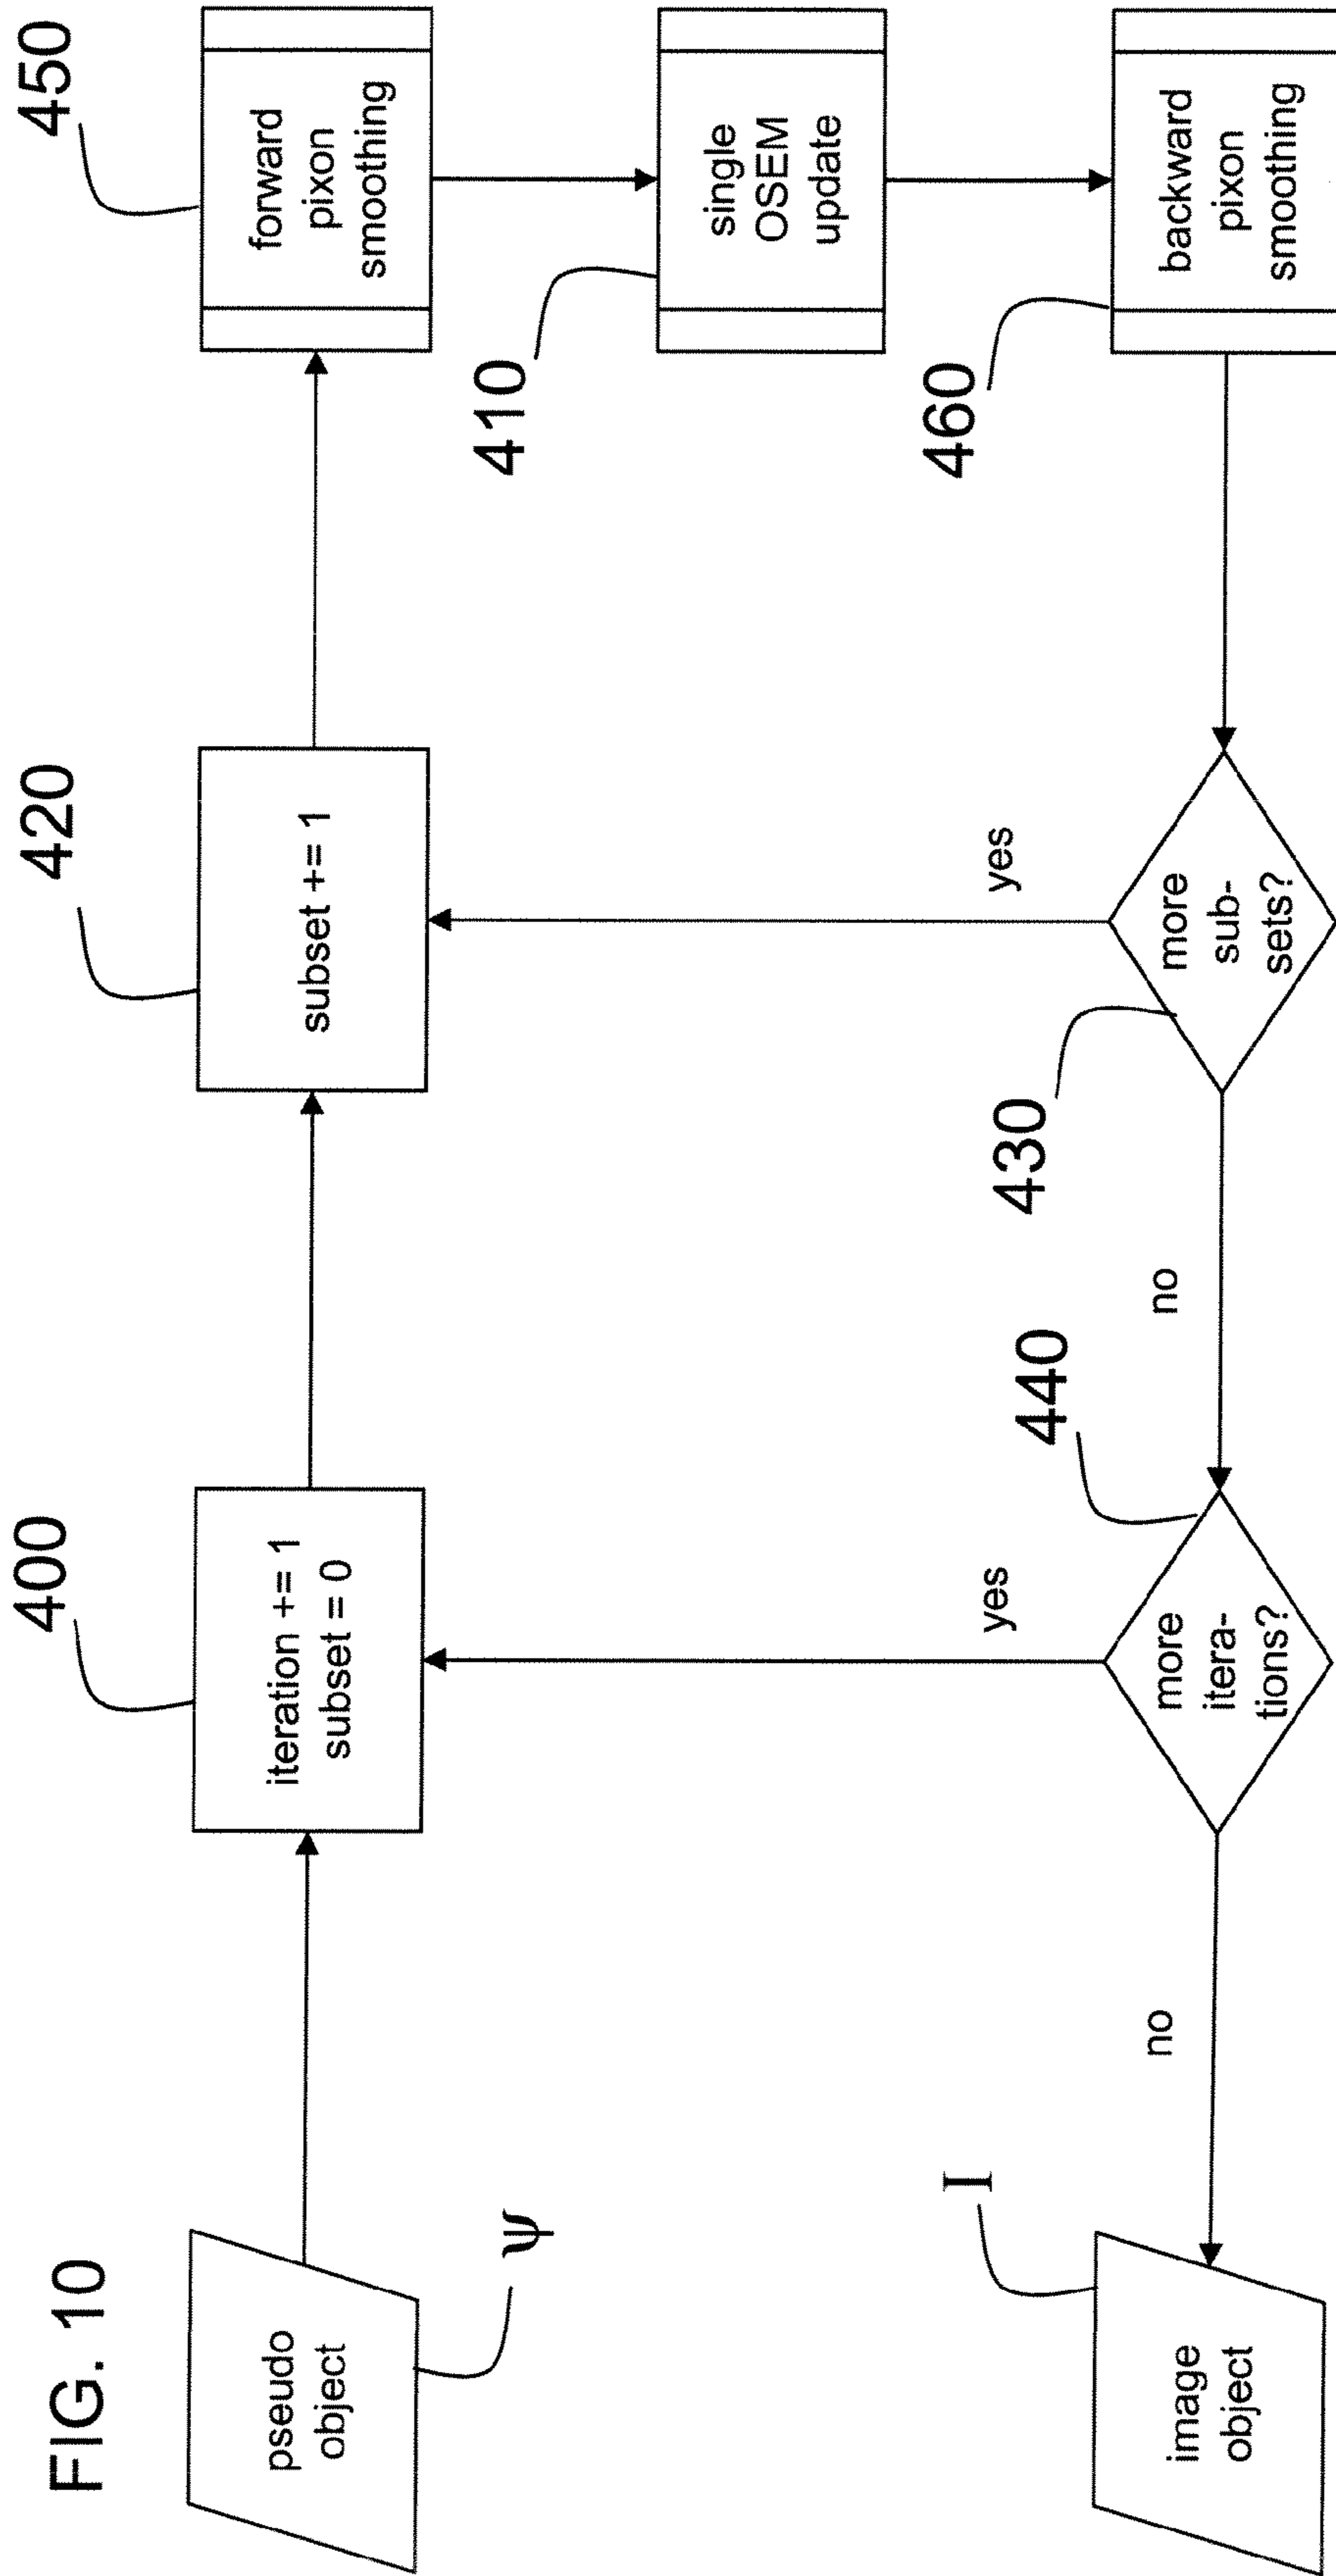 FIG. 10
pseudo
object
ψ
400
iteration += 1
subset = 0
420
subset += 1
450
forward
pixon
smoothing
410
single
OSEM
update
460
backward
pixon
smoothing
yes
430
more
sub-
sets?
no
yes
440
more
itera-
tions?
no
I
image
object